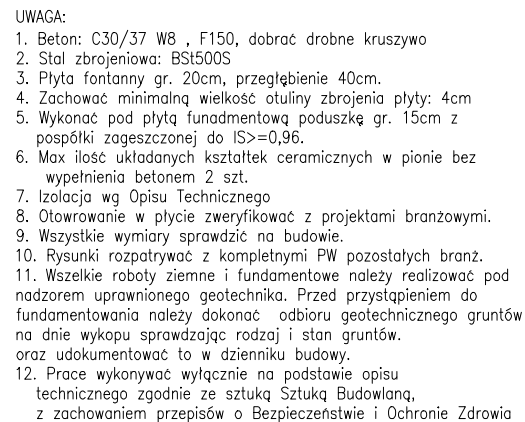 UWAGA:
1. Beton: C30/37 W8 , F150, dobrać drobne kruszywo
2. Stal zbrojeniowa: BSt500S
3. Płyta fontanny gr. 20cm, przegłębienie 40cm.
4. Zachować minimalną wielkość otuliny zbrojenia płyty: 4cm
5. Wykonać pod płytą funadmentową poduszkę gr. 15cm z
pospółki zageszczonej do IS>=0,96.
6. Max ilość układanych kształtek ceramicznych w pionie bez
wypełnienia betonem 2 szt.
7. Izolacja wg Opisu Technicznego
8. Otowrowanie w płycie zweryfikować z projektami branżowymi.
9. Wszystkie wymiary sprawdzić na budowie.
10. Rysunki rozpatrywać z kompletnymi PW pozostałych branż.
11. Wszelkie roboty ziemne i fundamentowe należy realizować pod
nadzorem uprawnionego geotechnika. Przed przystąpieniem do
fundamentowania należy dokonać odbioru geotechnicznego gruntów
na dnie wykopu sprawdzając rodzaj i stan gruntów.
oraz udokumentować to w dzienniku budowy.
12. Prace wykonywać wyłącznie na podstawie opisu
technicznego zgodnie ze sztuką Sztuką Budowlaną,
z zachowaniem przepisów o Bezpieczeństwie i Ochronie Zdrowia